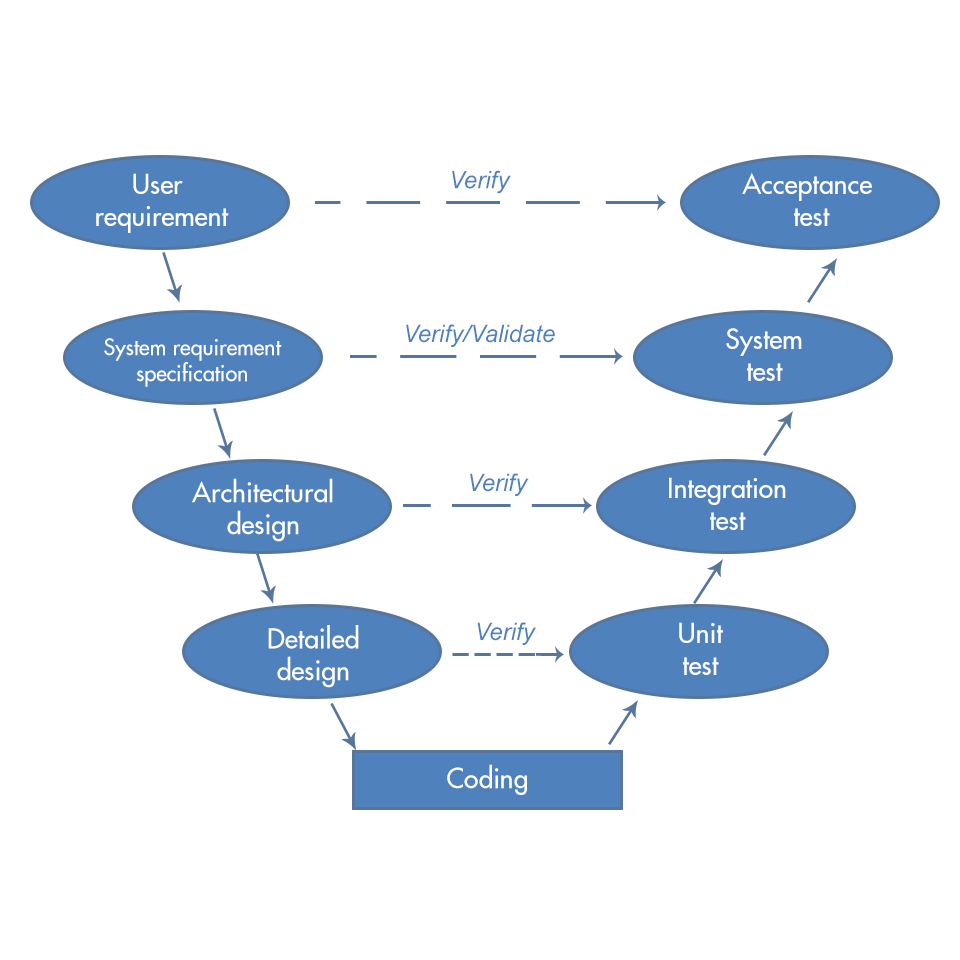 User
requirement
Verify
Acceptance
test
System requirement
specification
Verify/Validate
System
test
Architectural
design
Verify
Integration
test
Detailed
design
Verify
Unit
test
Coding